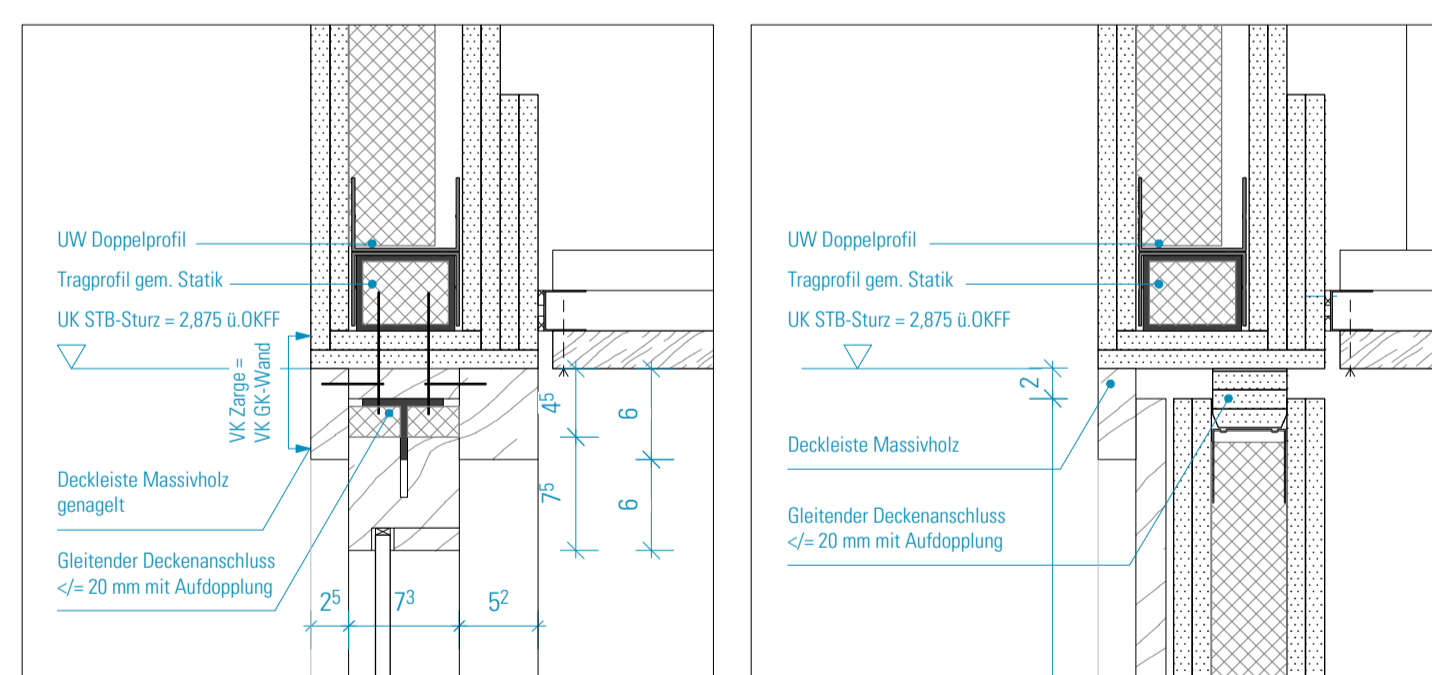 UW Doppelprofil
Tragprofil gem. Statik
UK STB-Sturz = 2,875 ü.OKFF
VK Zarge =
VK GK-Wand
Deckleiste Massivholz
genagelt
Gleitender Deckenanschluss
</= 20 mm mit Aufdopplung
4⁵
6
7⁵
6
2⁵
7³
5²
UW Doppelprofil
Tragprofil gem. Statik
UK STB-Sturz = 2,875 ü.OKFF
2
Deckleiste Massivholz
Gleitender Deckenanschluss
</= 20 mm mit Aufdopplung